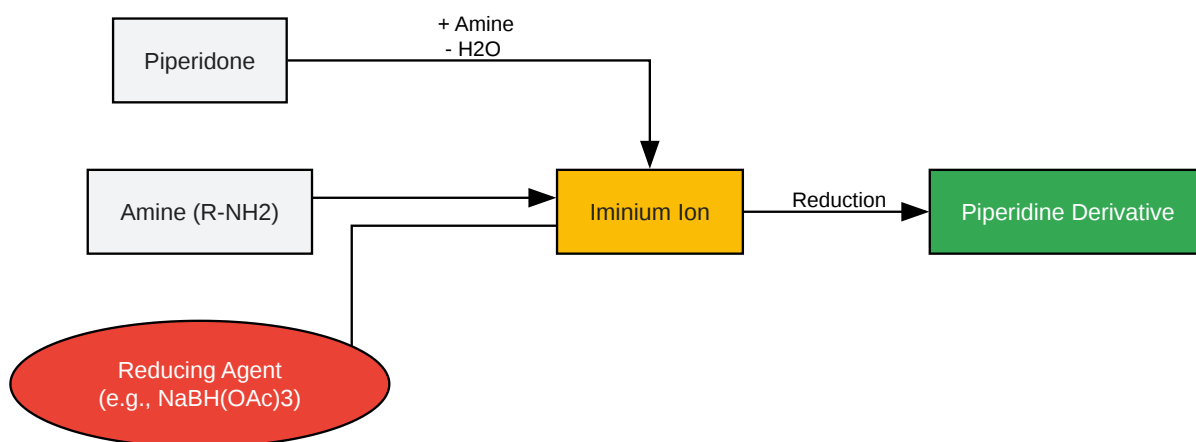 + Amine
- H2O
Piperidone
Amine (R-NH2)
Iminium Ion
Reduction
Piperidine Derivative
Reducing Agent
(e.g., NaBH(OAc)3)